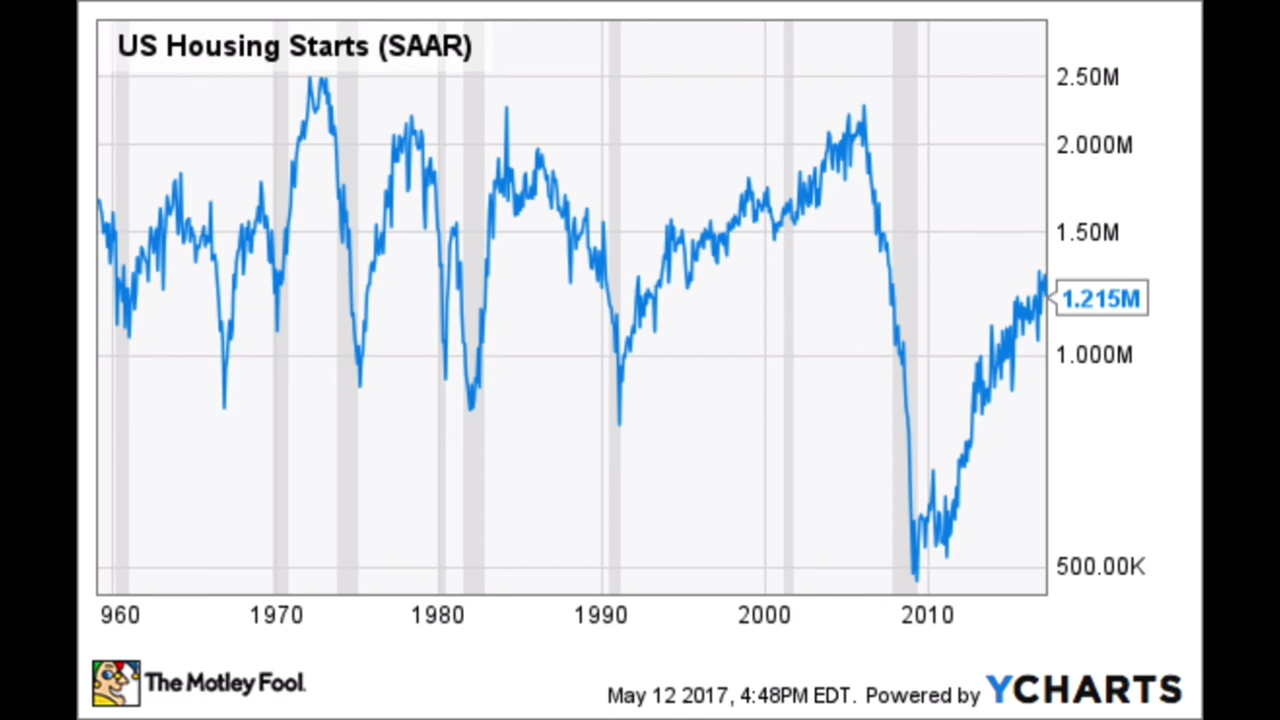 US Housing Starts (SAAR)
2.50M
2.000M
1.50M
1.215M
1.000M
500.00K
960
1970
1980
1990
2000
2010
The Motley Fool.
May 12 2017, 4:48PM EDT. Powered by YCHARTS